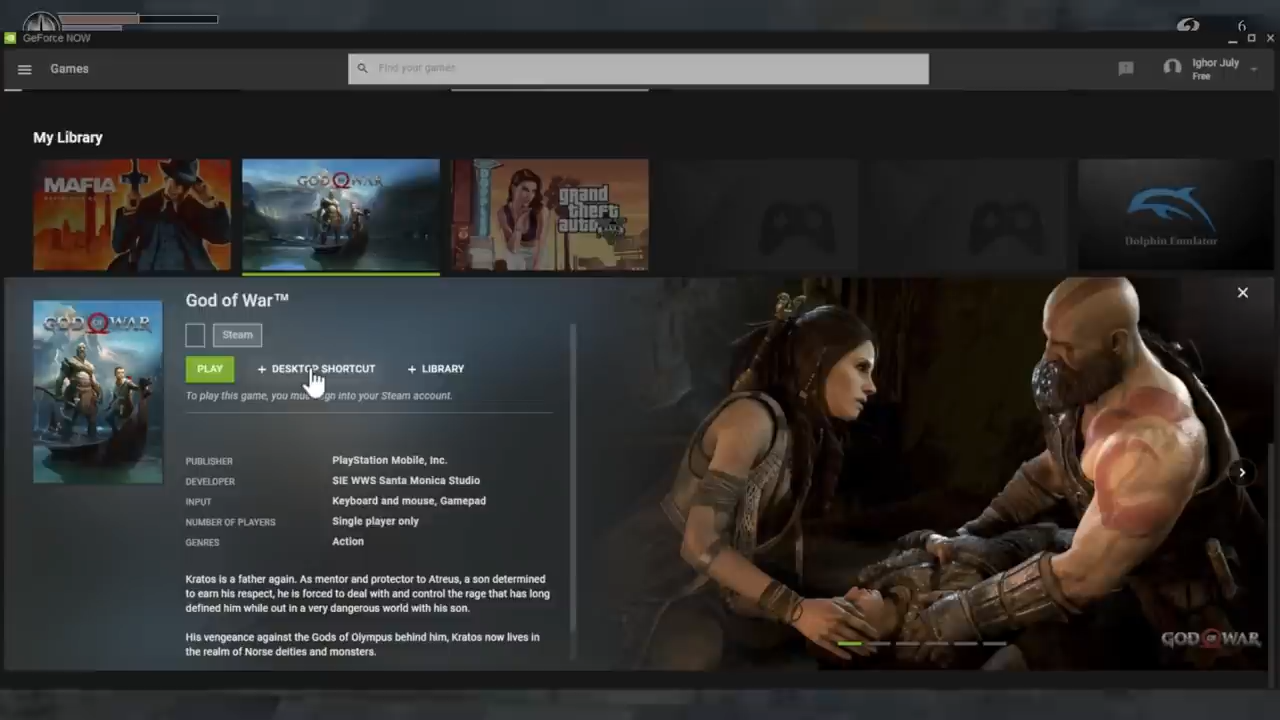 6
GeForce NOW
Games
Find your games
Ighor July
Free
My Library
MAFIA
GOD OF WAR
grand
theft
auto
Dolphin Emulator
God of War™
GOD OF WAR
Steam
PLAY
+ DESKTOP SHORTCUT
+ LIBRARY
To play this game, you must sign into your Steam account.
PUBLISHER PlayStation Mobile, Inc.
DEVELOPER SIE WWS Santa Monica Studio
INPUT Keyboard and mouse, Gamepad
NUMBER OF PLAYERS Single player only
GENRES Action
Kratos is a father again. As mentor and protector to Atreus, a son determined
to earn his respect, he is forced to deal with and control the rage that has long
defined him while out in a very dangerous world with his son.
His vengeance against the Gods of Olympus behind him, Kratos now lives in
the realm of Norse deities and monsters.
GOD OF WAR